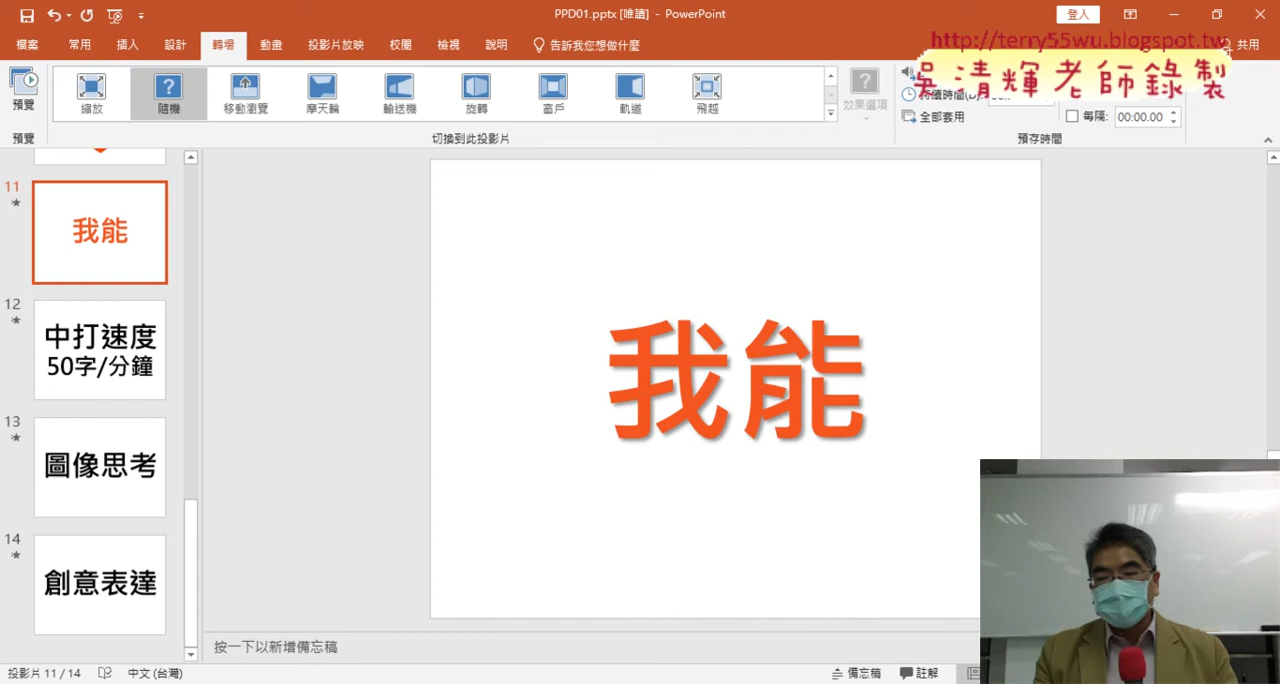 PPD01.pptx [唯讀] - PowerPoint
登入
檔案 常用 插入 設計 轉場 動畫 投影片放映 校閱 檢視 說明 告訴我您想做什麼 共用
http://terry55wu.blogspot.tw
吳清輝老師錄製
預覽
縮放 隨機 移動瀏覽 摩天輪 輸送機 旋轉 窗戶 軌道 飛越
效果選項
持續時間(D):
全部套用
每隔: 00:00.00
預覽 切換到此投影片 預存時間
11
我能
12
中打速度
50字/分鐘
13
圖像思考
14
創意表達
我能
按一下以新增備忘稿
投影片 11 / 14 中文 (台灣) 備忘稿 註解